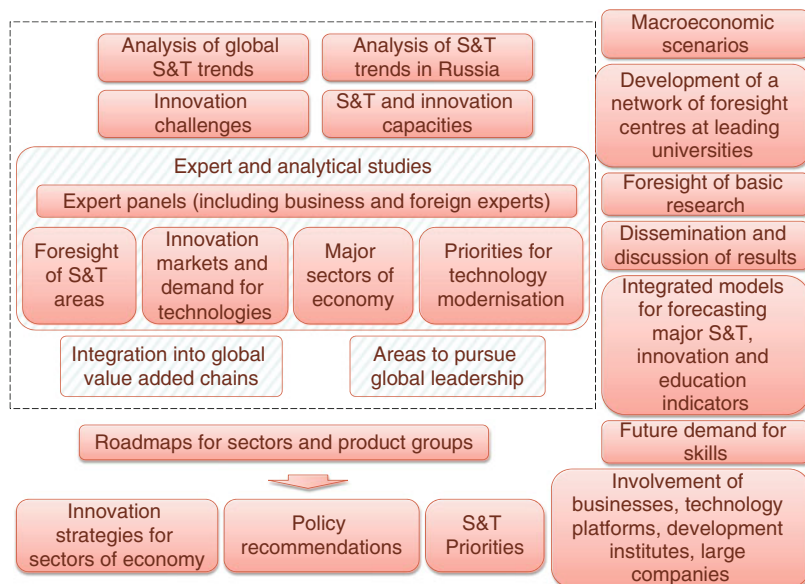 Analysis of global
S&T trends
Analysis of S&T
trends in Russia
Innovation
challenges
S&T and innovation
capacities
Expert and analytical studies
Expert panels (including business and foreign experts)
Foresight
of S&T
areas
Innovation
markets and
demand for
technologies
Major
sectors of
economy
Priorities for
technology
modernisation
Integration into global
value added chains
Areas to pursue
global leadership
Roadmaps for sectors and product groups
Innovation
strategies for
sectors of economy
Policy
recommendations
S&T
Priorities
Macroeconomic
scenarios
Development of a
network of foresight
centres at leading
universities
Foresight of basic
research
Dissemination and
discussion of results
Integrated models
for forecasting
major S&T,
innovation and
education
indicators
Future demand for
skills
Involvement of
businesses, technology
platforms, development
institutes, large
companies